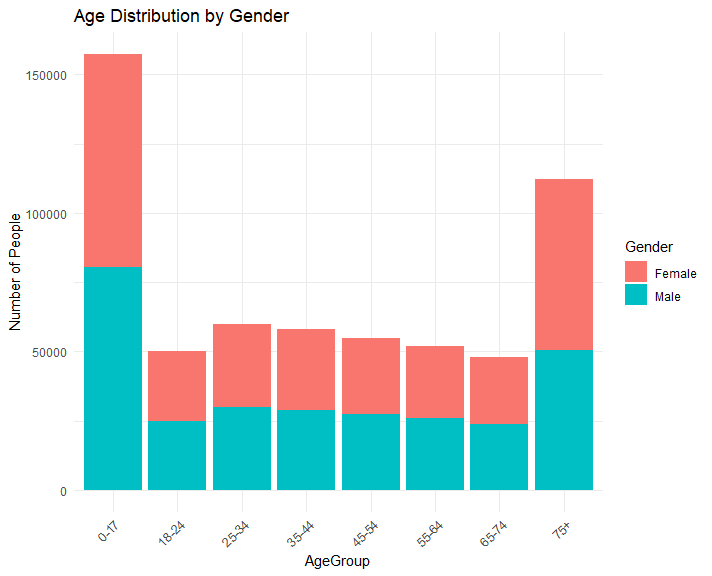 Age Distribution by Gender
Number of People
150000
100000
50000
0
0-17
18-24
25-34
35-44
45-54
55-64
65-74
75+
AgeGroup
Gender
Female
Male